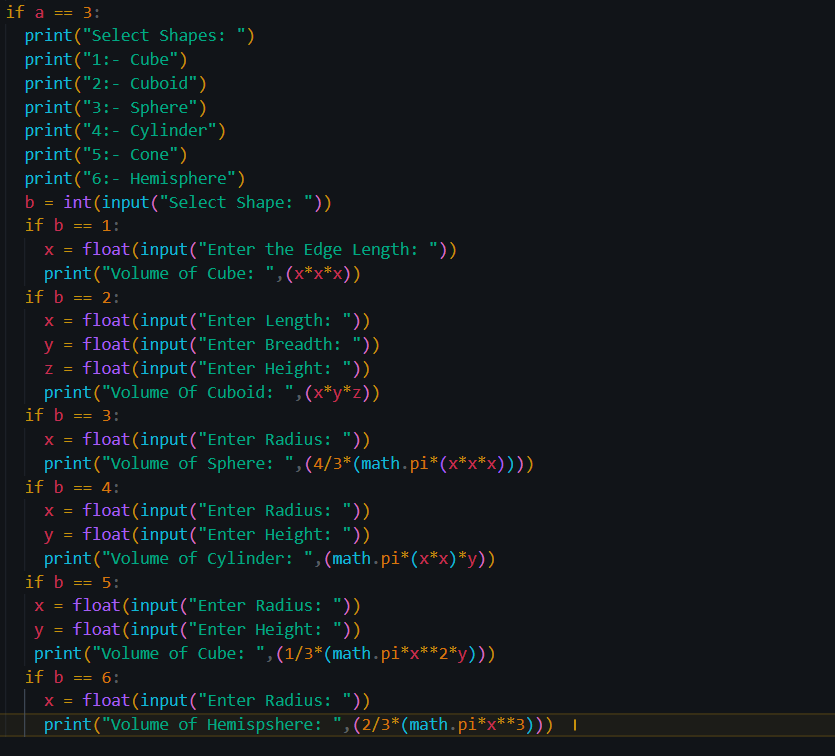 if a == 3:
  print("Select Shapes: ")
  print("1:- Cube")
  print("2:- Cuboid")
  print("3:- Sphere")
  print("4:- Cylinder")
  print("5:- Cone")
  print("6:- Hemisphere")
  b = int(input("Select Shape: "))
  if b == 1:
    x = float(input("Enter the Edge Length: "))
    print("Volume of Cube: ",(x*x*x))
  if b == 2:
    x = float(input("Enter Length: "))
    y = float(input("Enter Breadth: "))
    z = float(input("Enter Height: "))
    print("Volume Of Cuboid: ",(x*y*z))
  if b == 3:
    x = float(input("Enter Radius: "))
    print("Volume of Sphere: ",(4/3*(math.pi*(x*x*x))))
  if b == 4:
    x = float(input("Enter Radius: "))
    y = float(input("Enter Height: "))
    print("Volume of Cylinder: ",(math.pi*(x*x)*y))
  if b == 5:
   x = float(input("Enter Radius: "))
   y = float(input("Enter Height: "))
   print("Volume of Cube: ",(1/3*(math.pi*x**2*y)))
  if b == 6:
    x = float(input("Enter Radius: "))
    print("Volume of Hemispshere: ",(2/3*(math.pi*x**3)))